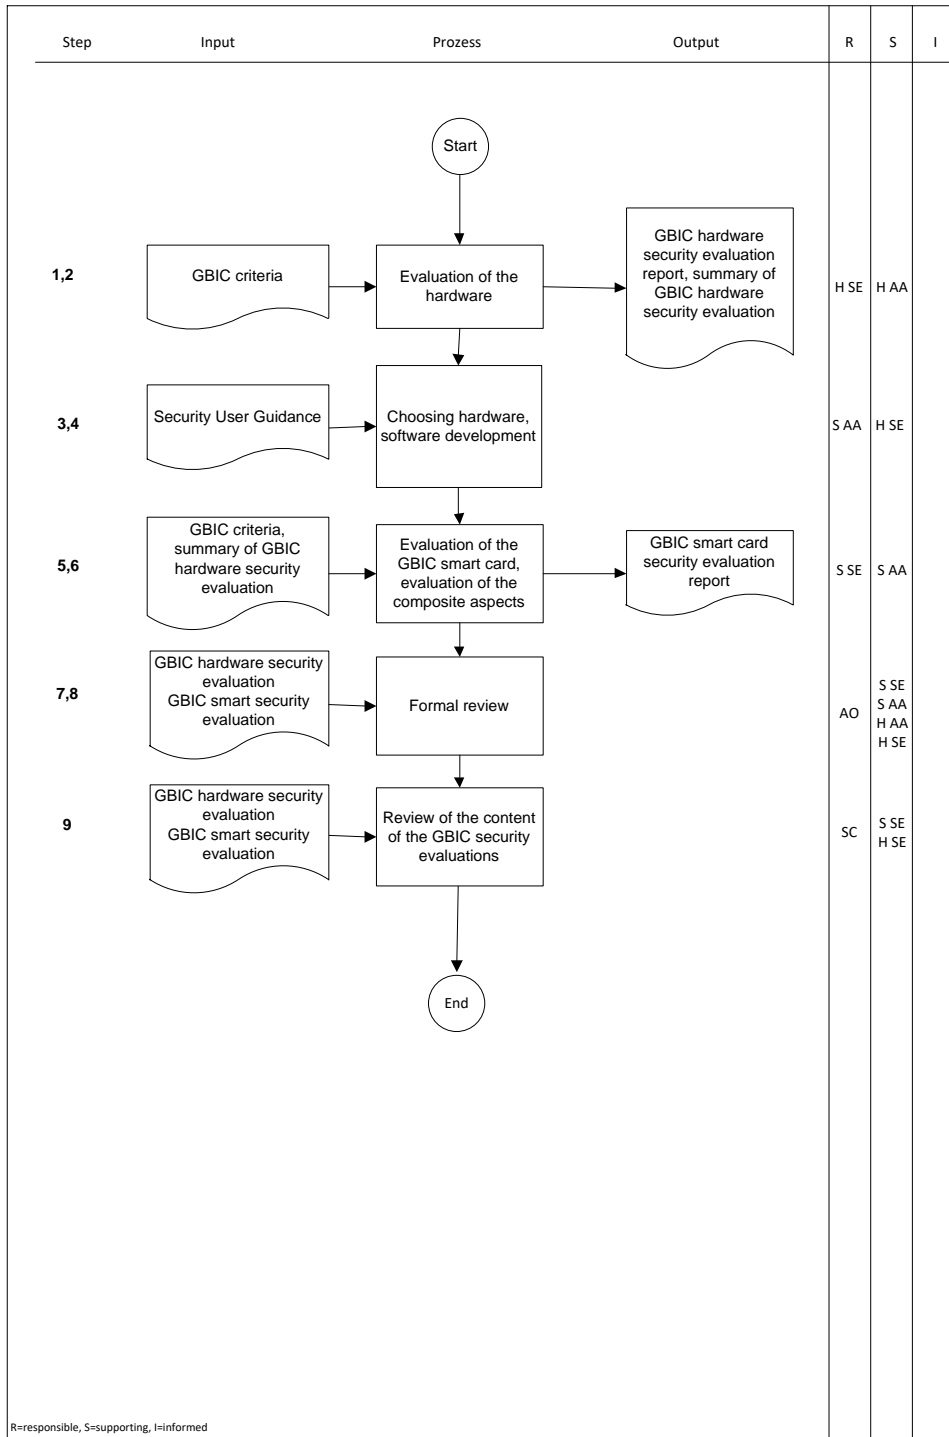 Step Input Prozess Output R S I
Start
1,2
GBIC criteria
Evaluation of the
hardware
GBIC hardware
security evaluation
report, summary of
GBIC hardware
security evaluation
H SE
H AA
3,4
Security User Guidance
Choosing hardware,
software development
S AA
H SE
5,6
GBIC criteria,
summary of GBIC
hardware security
evaluation
Evaluation of the
GBIC smart card,
evaluation of the
composite aspects
GBIC smart card
security evaluation
report
S SE
S AA
7,8
GBIC hardware security
evaluation
GBIC smart security
evaluation
Formal review
AO
S SE
S AA
H AA
H SE
9
GBIC hardware security
evaluation
GBIC smart security
evaluation
Review of the content
of the GBIC security
evaluations
SC
S SE
H SE
End
R=responsible, S=supporting, I=informed